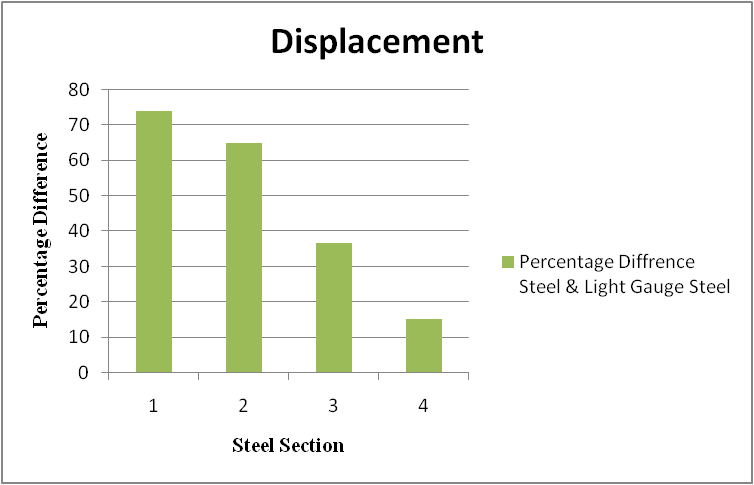 Displacement
80
70
60
50
40
30
20
10
0
Percentage Difference
1 2 3 4
Steel Section
Percentage Diffrence
Steel & Light Gauge Steel